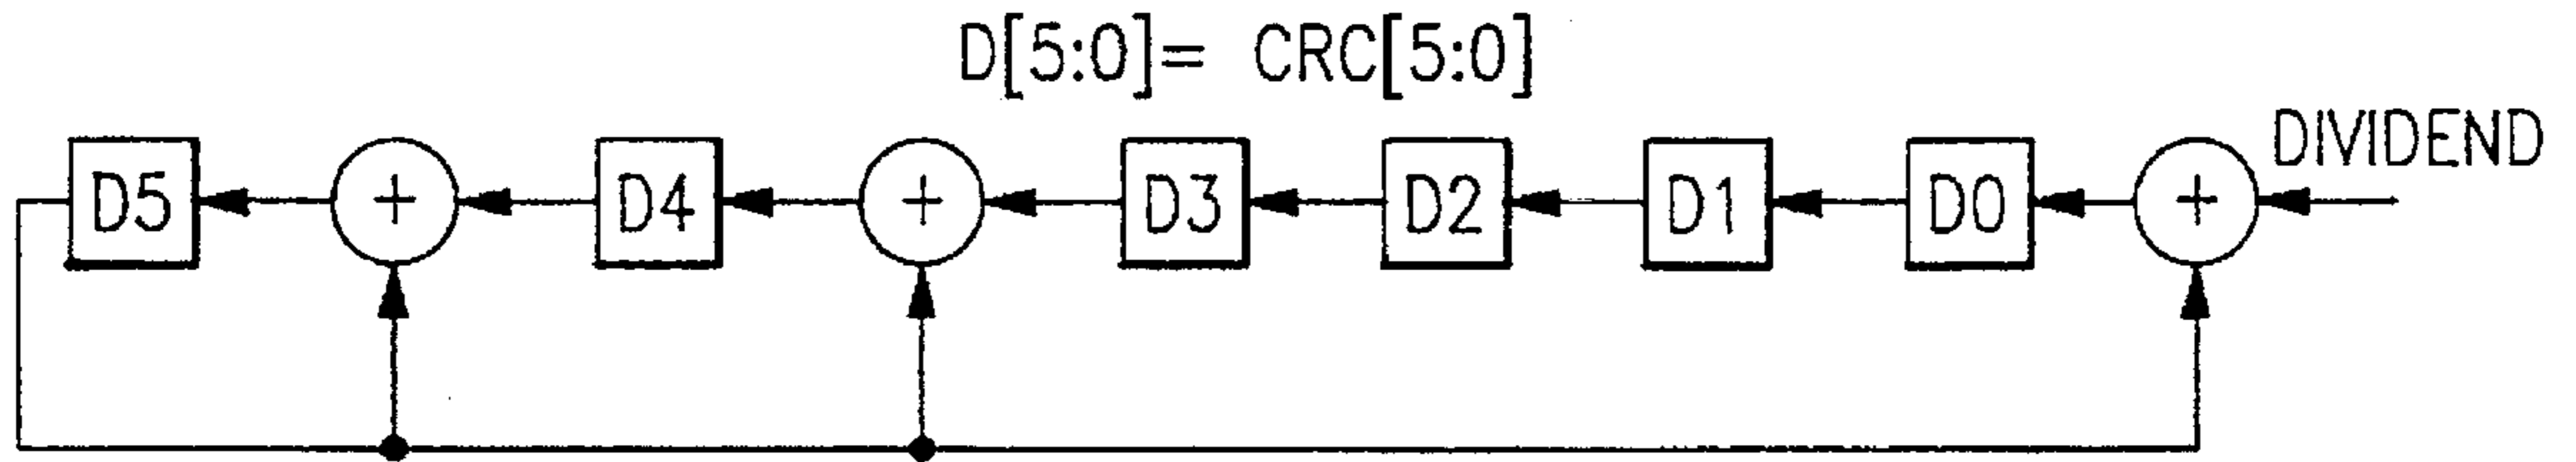 D[5:0]= CRC[5:0]
DIVIDEND
D5 + D4 + D3 D2 D1 D0 +